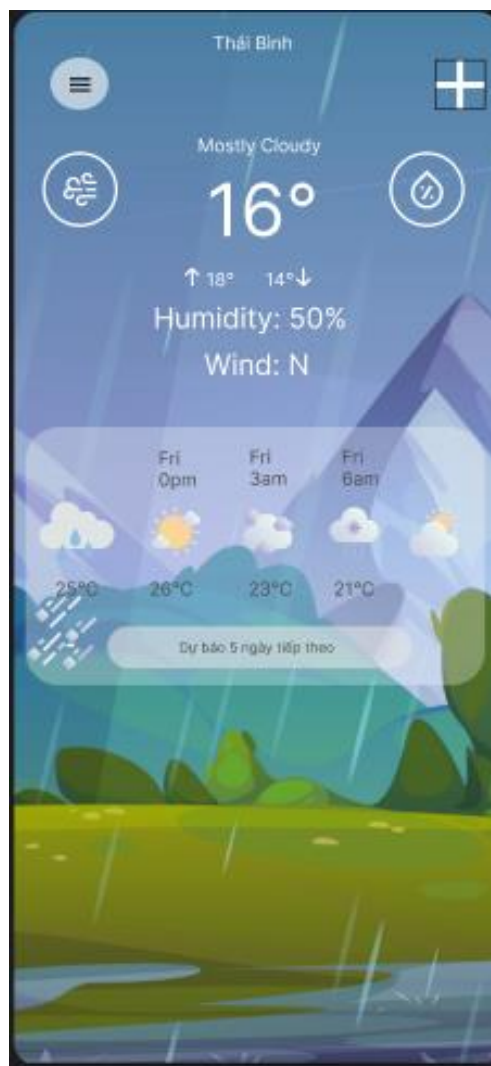 Thái Bình
Mostly Cloudy
16°
↑ 18° 14°↓
Humidity: 50%
Wind: N
Fri Fri Fri
0pm 3am 6am
25°C 26°C 23°C 21°C
Dự báo 5 ngày tiếp theo